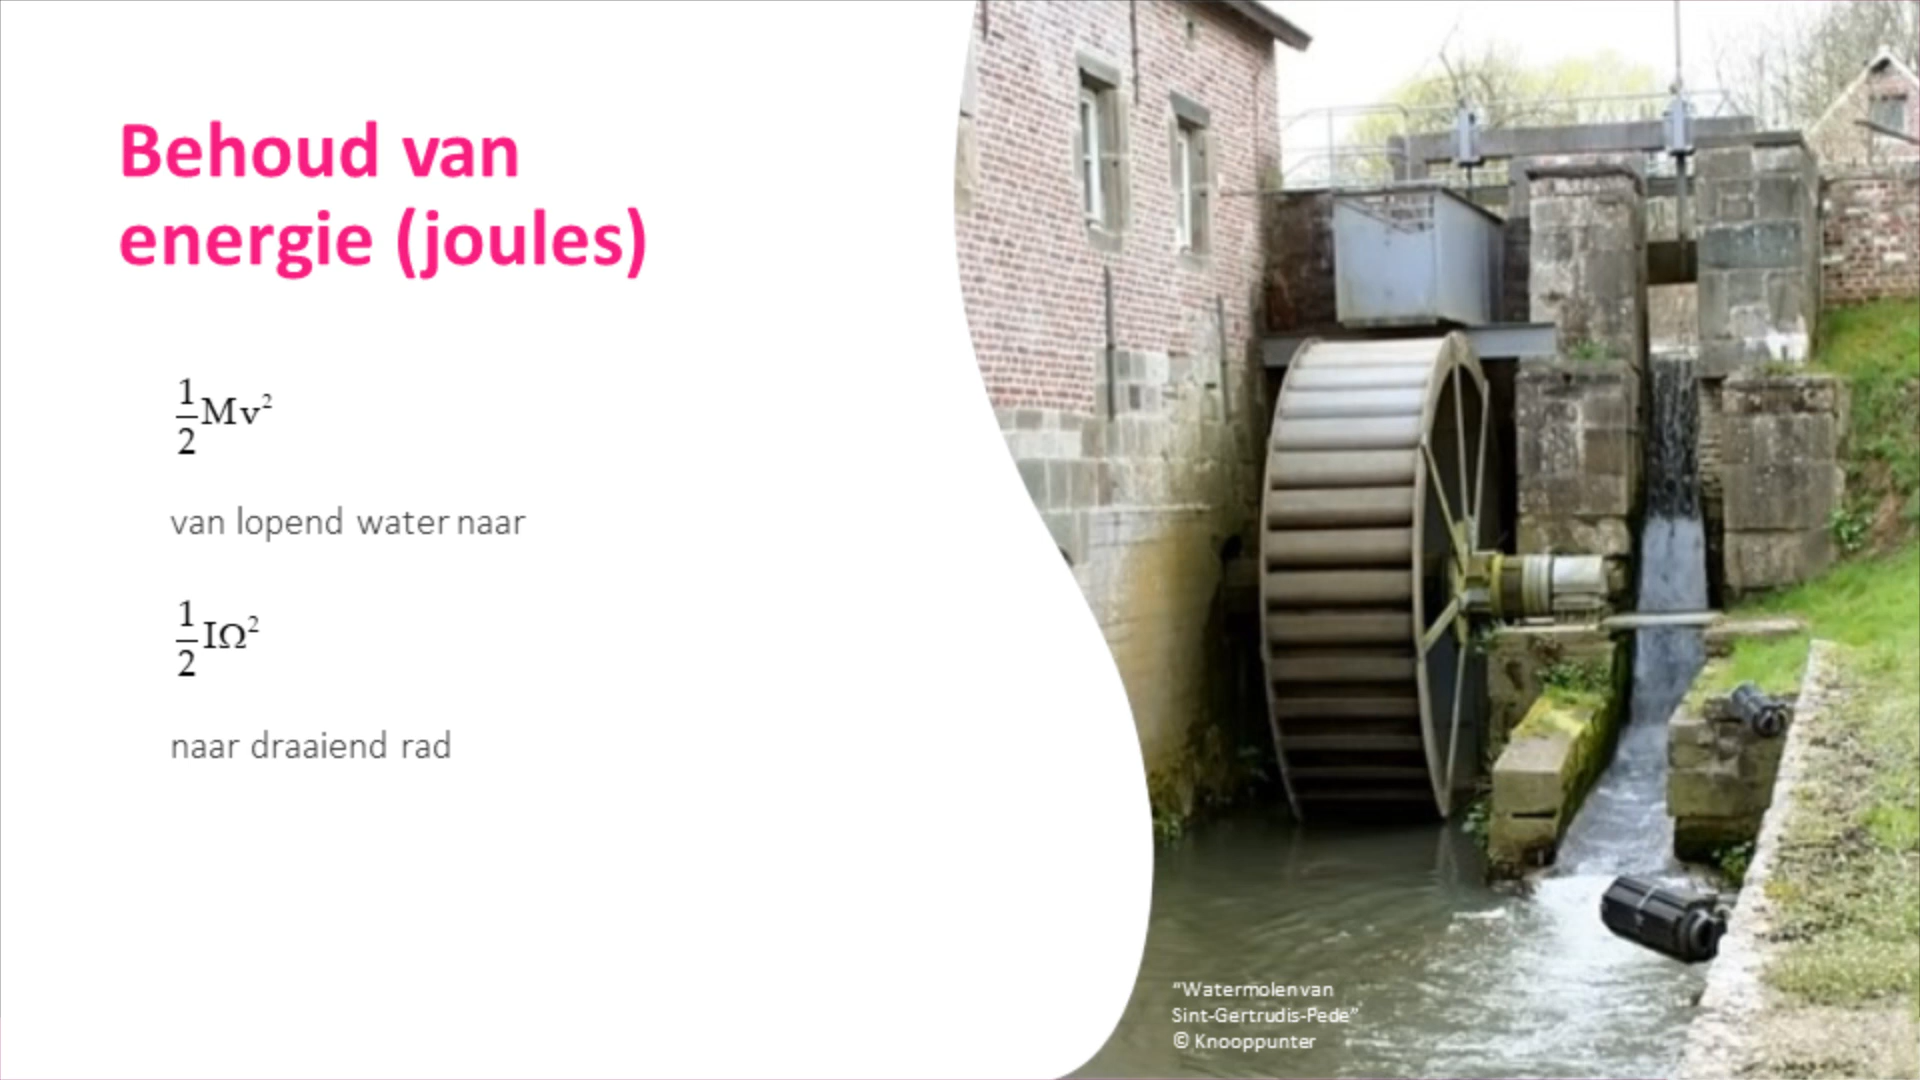 Behoud van
energie (joules)
1/2 Mv²
van lopend water naar
1/2 IΩ²
naar draaiend rad
“Watermolen van
Sint-Gertrudis-Pede”
© Knooppunter